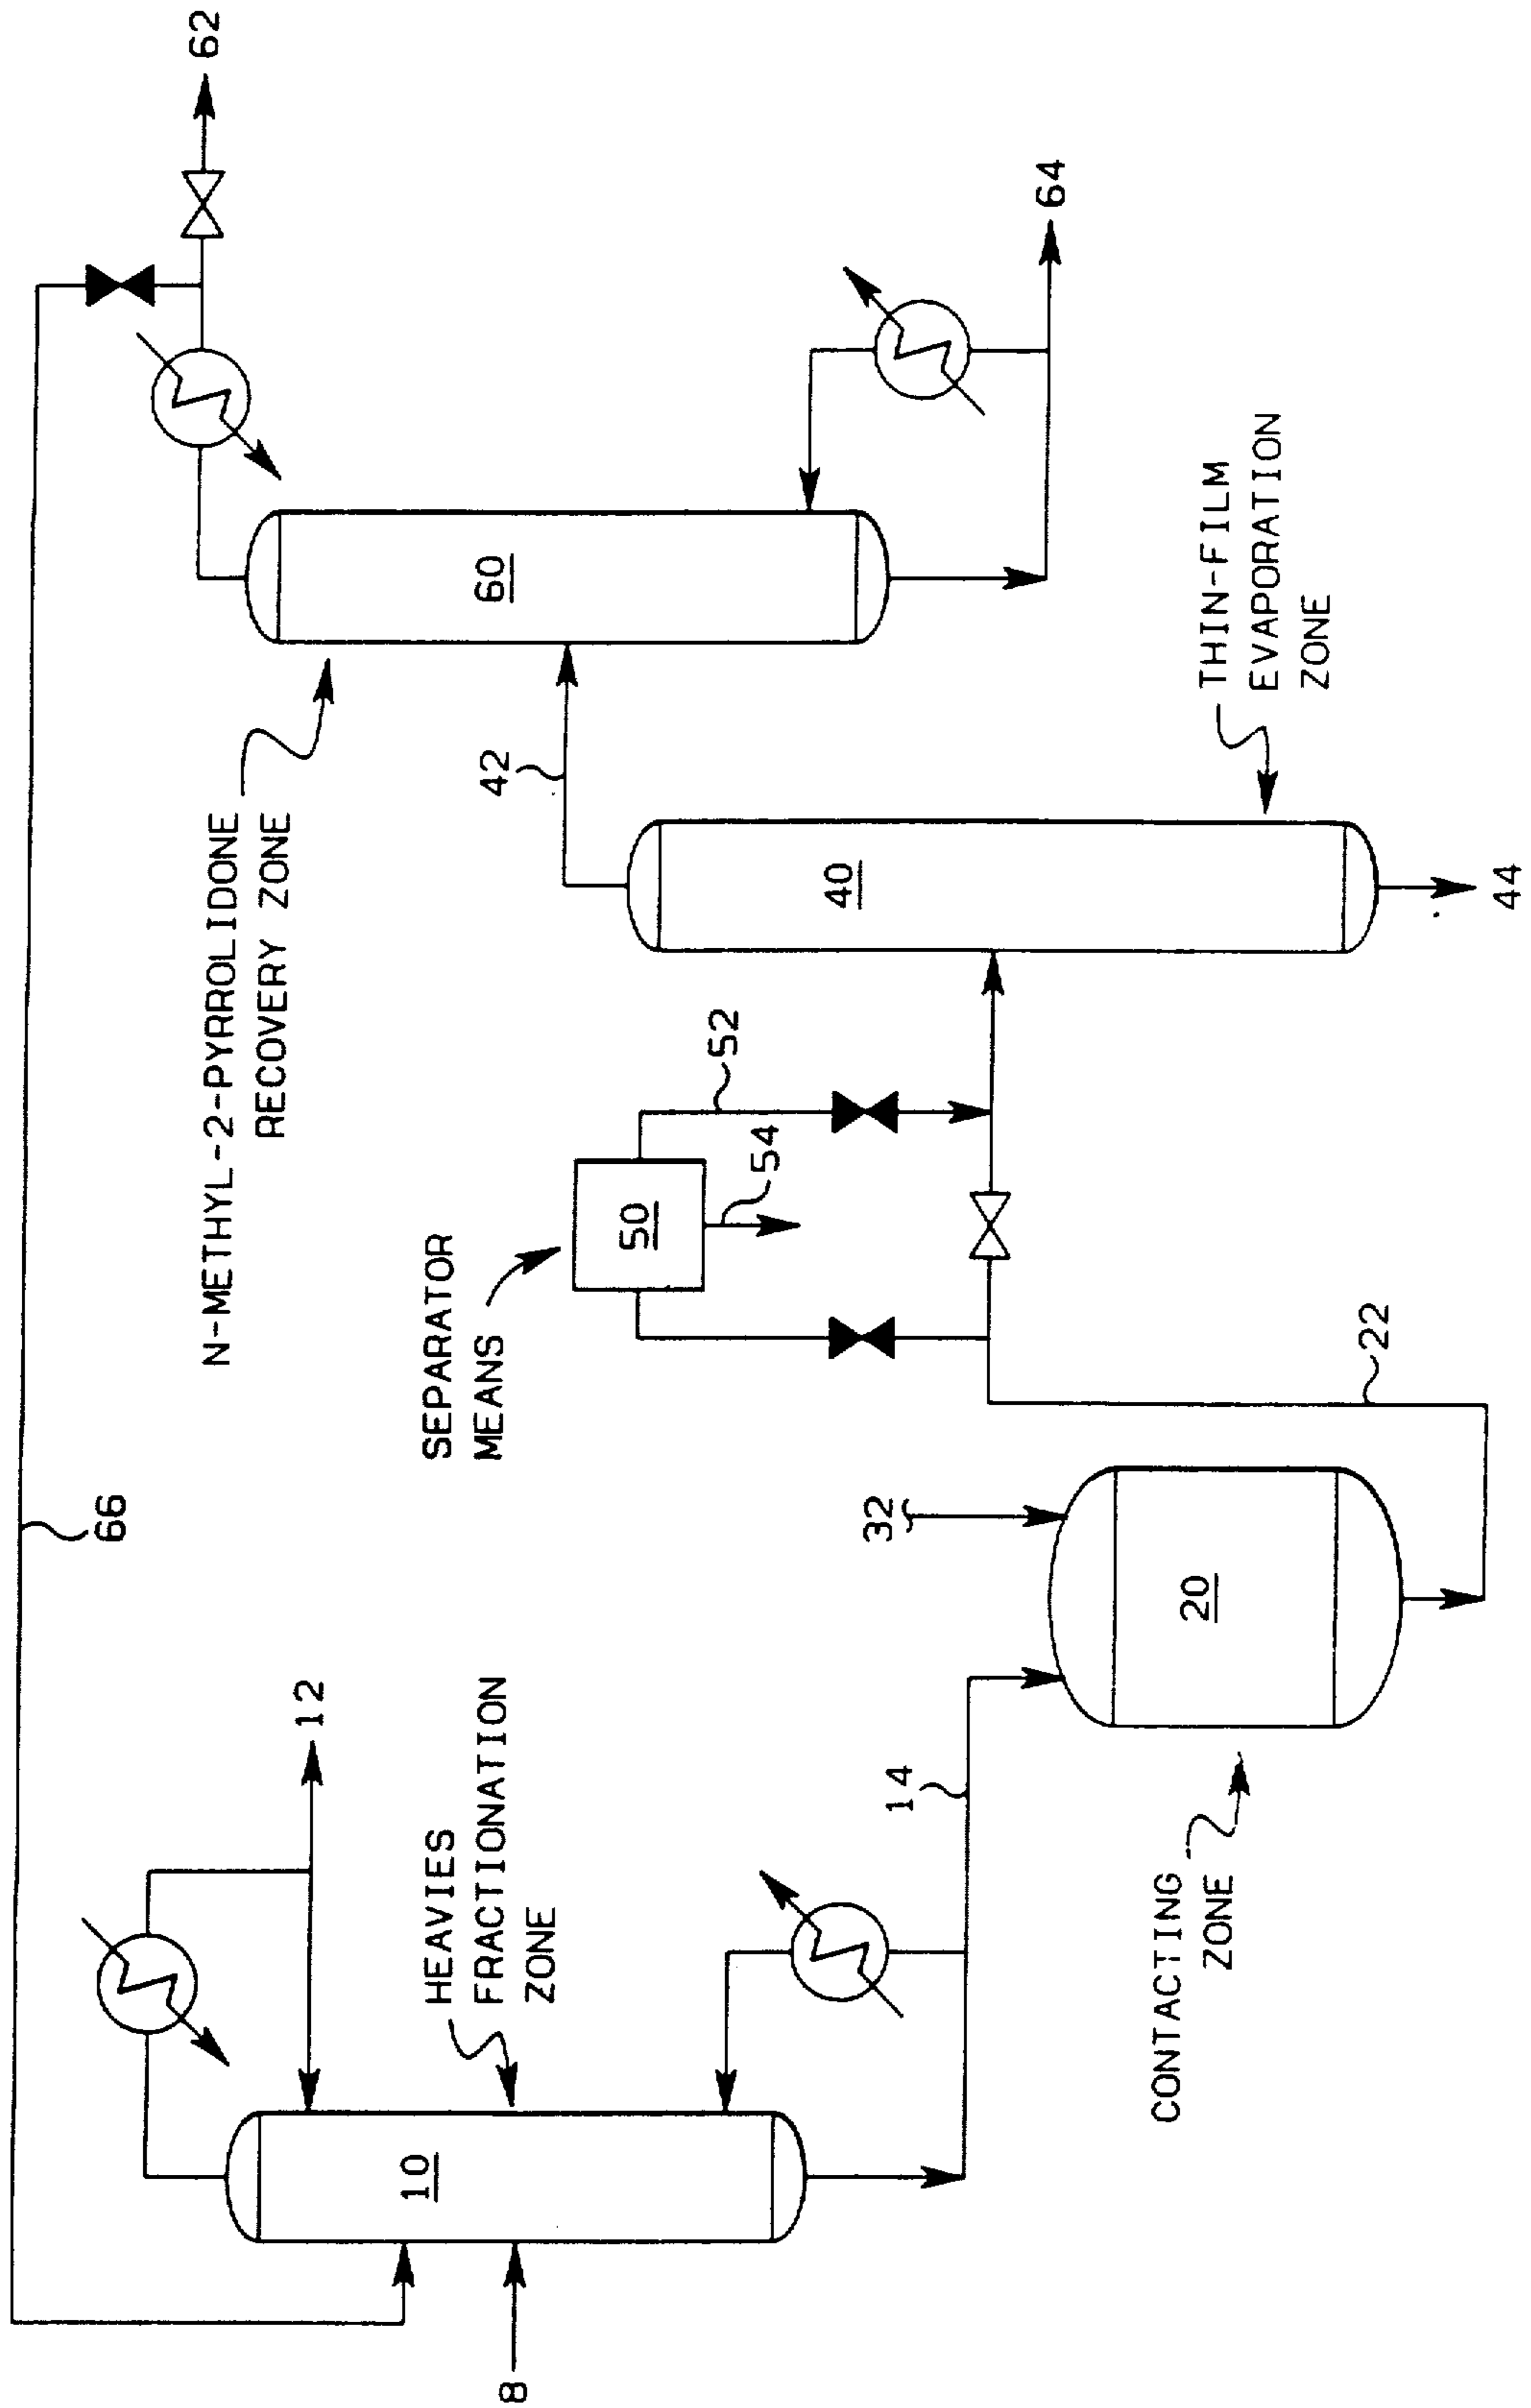 66
62
12
N-METHYL-2-PYRROLIDONE
RECOVERY ZONE
60
64
42
HEAVIES
FRACTIONATION
ZONE
10
8
SEPARATOR
MEANS
50
52
54
40
THIN-FILM
EVAPORATION
ZONE
44
14
32
20
22
CONTACTING
ZONE